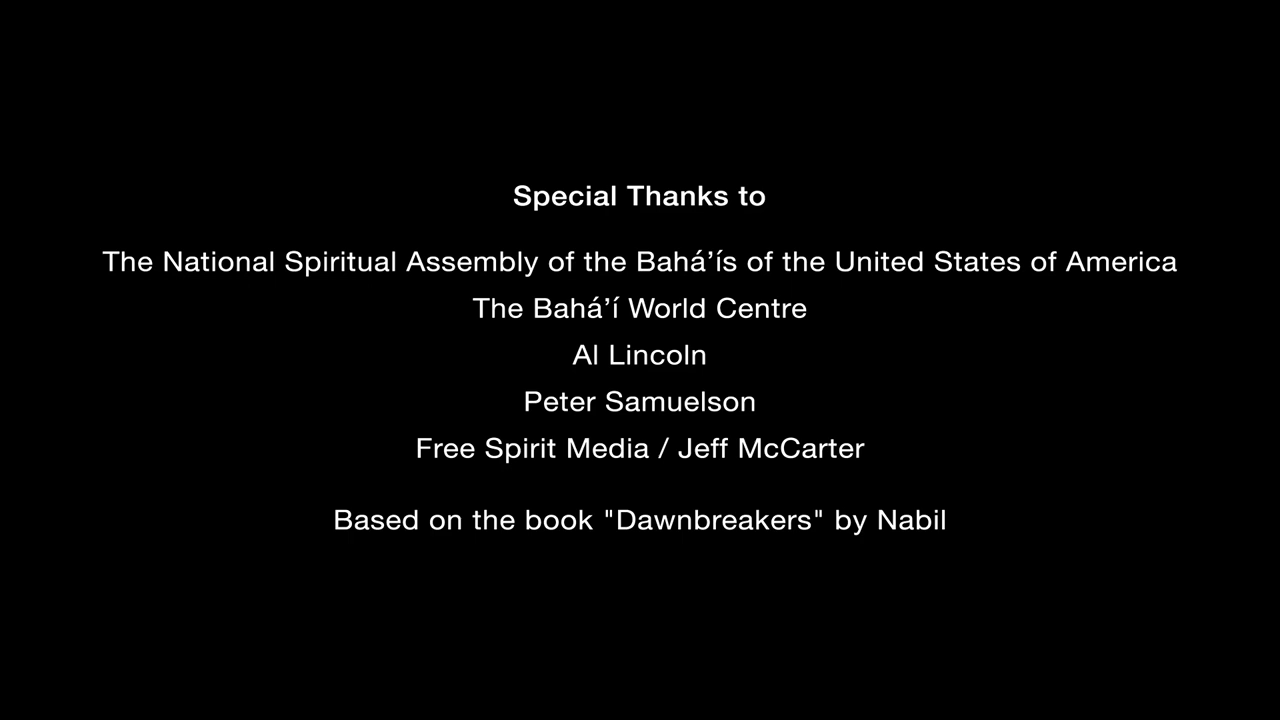 Special Thanks to
The National Spiritual Assembly of the Bahá’ís of the United States of America
The Bahá’í World Centre
Al Lincoln
Peter Samuelson
Free Spirit Media / Jeff McCarter
Based on the book "Dawnbreakers" by Nabil